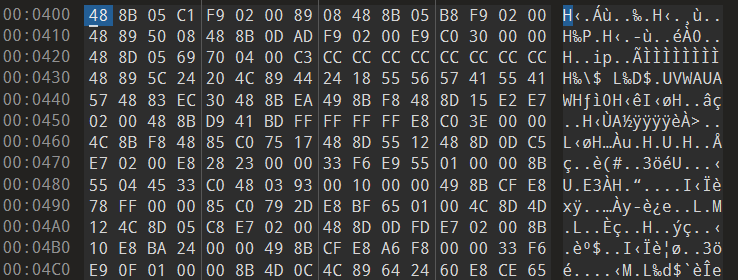 00:0400 48 8B 05 C1 F9 02 00 89 08 48 8B 05 B8 F9 02 00 H‹.Áù..‰.H‹.¸ù..
00:0410 48 89 50 08 48 8B 0D AD F9 02 00 E9 C0 30 00 00 H‰P.H‹.-ù..éÀ0..
00:0420 48 8D 05 69 70 04 00 C3 CC CC CC CC CC CC CC CC H..ip..ÃÌÌÌÌÌÌÌÌ
00:0430 48 89 5C 24 20 4C 89 44 24 18 55 56 57 41 55 41 H‰\$ L‰D$.UVWAUA
00:0440 57 48 83 EC 30 48 8B EA 49 8B F8 48 8D 15 E2 E7 WHƒì0H‹êI‹øH..âç
00:0450 02 00 48 8B D9 41 BD FF FF FF FF E8 C0 3E 00 00 ..H‹ÙA½ÿÿÿÿèÀ>..
00:0460 4C 8B F8 48 85 C0 75 17 48 8D 55 12 48 8D 0D C5 L‹øH…Àu.H.U.H..Å
00:0470 E7 02 00 E8 28 23 00 00 33 F6 E9 55 01 00 00 8B ç..è(#..3öéU...‹
00:0480 55 04 45 33 C0 48 03 93 00 10 00 00 49 8B CF E8 U.E3ÀH.“....I‹Ïè
00:0490 78 FF 00 00 85 C0 79 2D E8 BF 65 01 00 4C 8D 4D xÿ..…Ày-è¿e..L.M
00:04A0 12 4C 8D 05 C8 E7 02 00 48 8D 0D FD E7 02 00 8B .L..Èç..H..ýç..‹
00:04B0 10 E8 BA 24 00 00 49 8B CF E8 A6 F8 00 00 33 F6 .èº$..I‹Ïè¦ø..3ö
00:04C0 E9 0F 01 00 00 8B 4D 0C 4C 89 64 24 60 E8 CE 65 é....‹M.L‰d$`èÎe